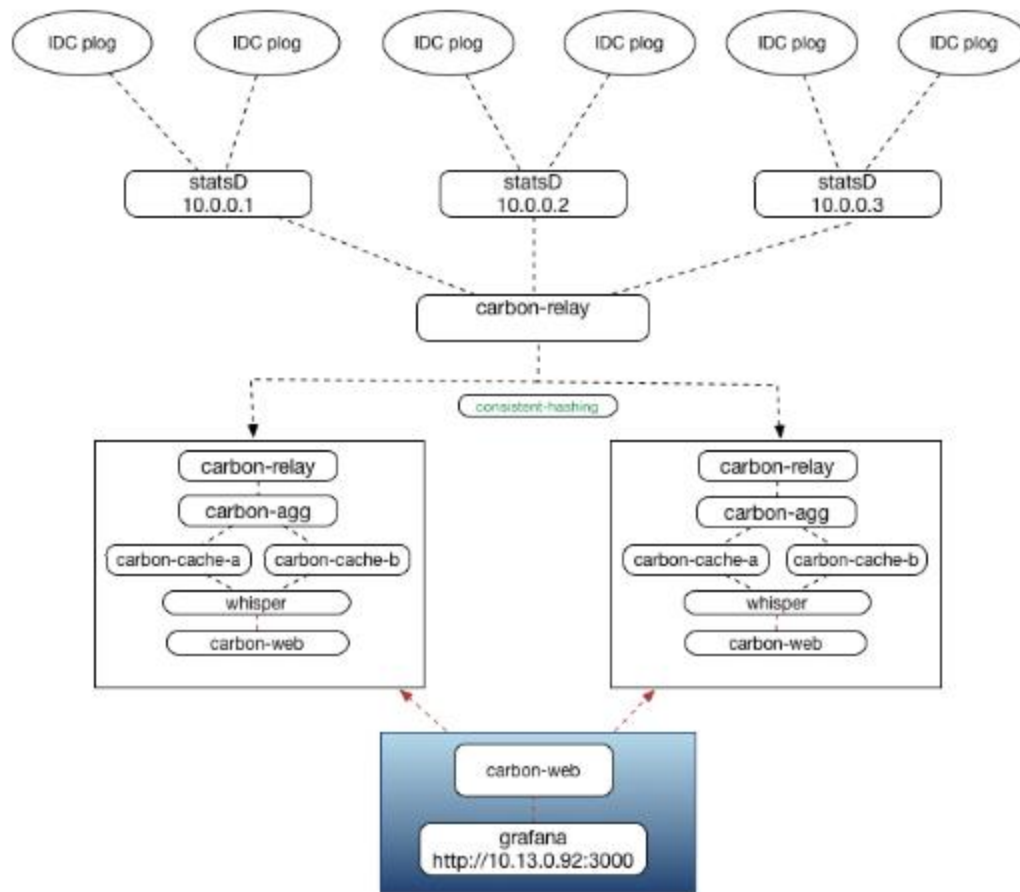 IDC plog
IDC plog
IDC plog
IDC plog
IDC plog
IDC plog
statsD
10.0.0.1
statsD
10.0.0.2
statsD
10.0.0.3
carbon-relay
consistent-hashing
carbon-relay
carbon-agg
carbon-cache-a
carbon-cache-b
whisper
carbon-web
carbon-relay
carbon-agg
carbon-cache-a
carbon-cache-b
whisper
carbon-web
carbon-web
grafana
http://10.13.0.92:3000